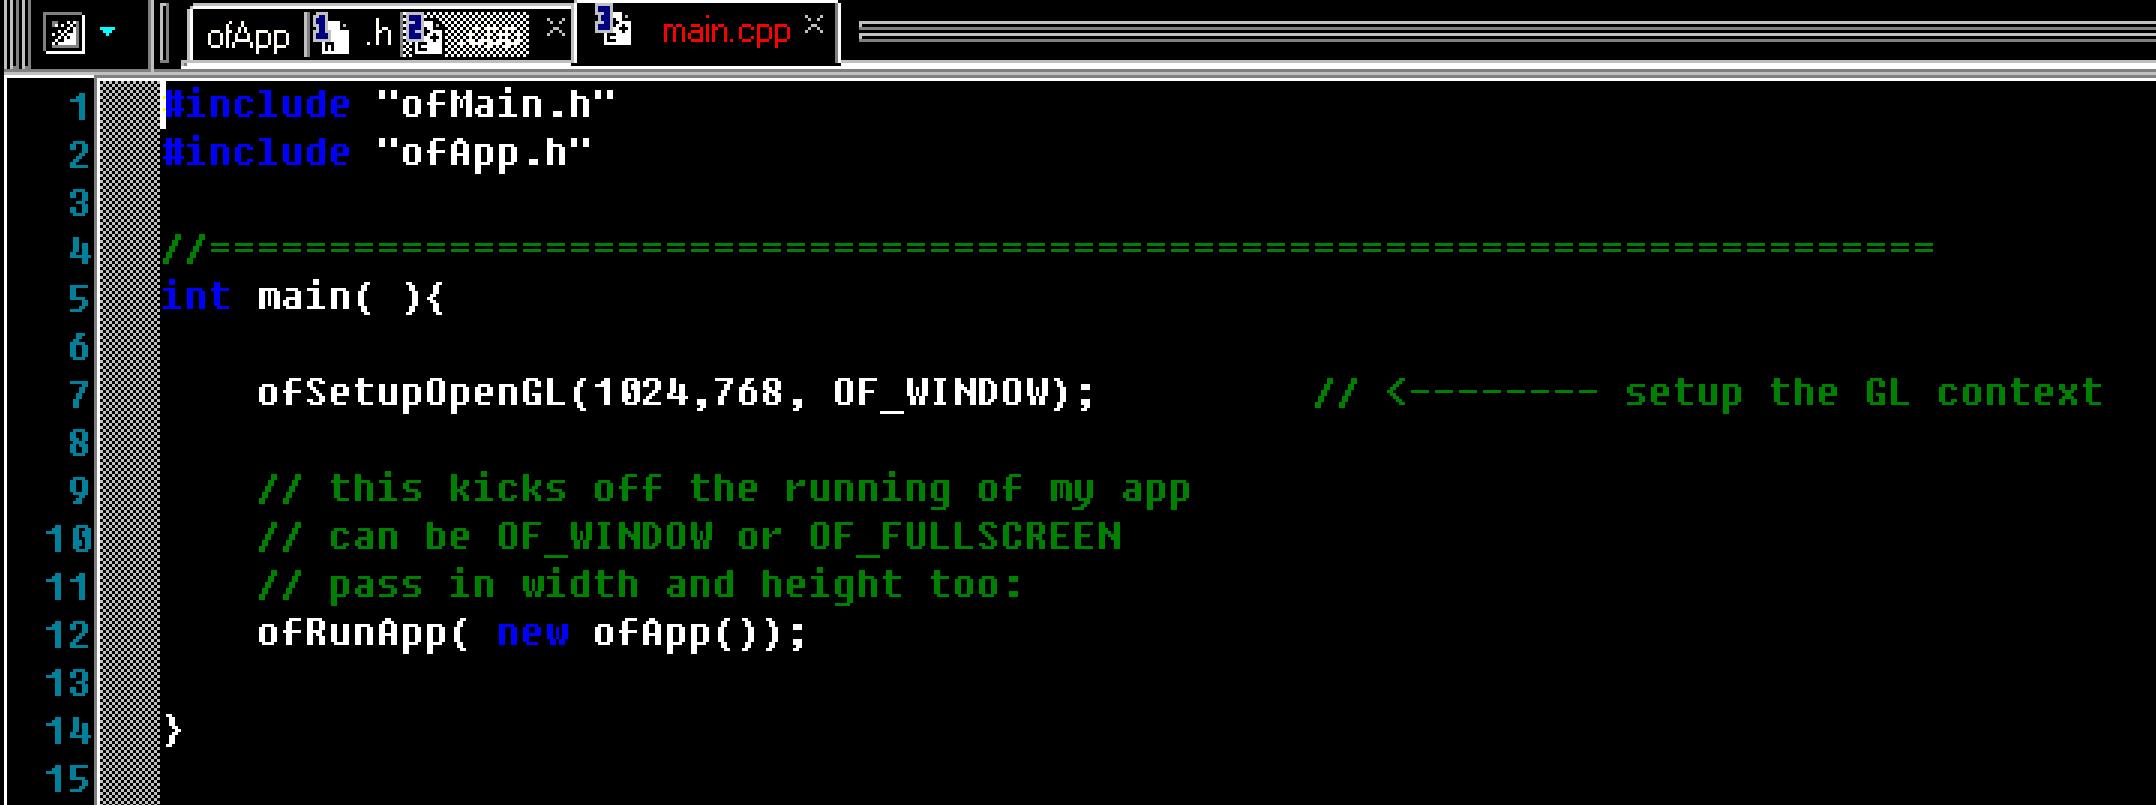 ofApp 1 h .h 2 C++ .cpp 3 C++ main.cpp
1 #include "ofMain.h"
2 #include "ofApp.h"
3
4 //========================================================================
5 int main( ){
6
7     ofSetupOpenGL(1024,768, OF_WINDOW);         // <-------- setup the GL context
8
9     // this kicks off the running of my app
10     // can be OF_WINDOW or OF_FULLSCREEN
11     // pass in width and height too:
12     ofRunApp( new ofApp());
13
14 }
15